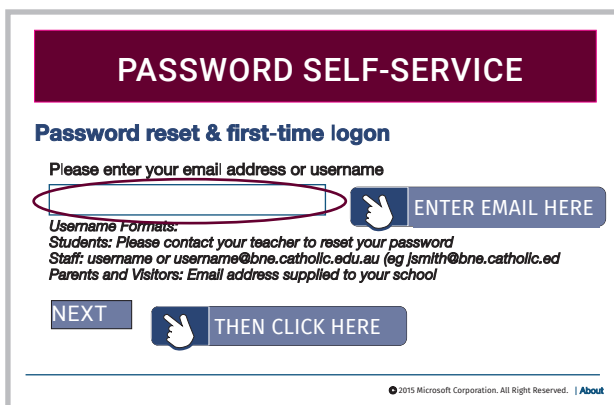 PASSWORD SELF-SERVICE
Password reset & first-time logon
Please enter your email address or username
ENTER EMAIL HERE
Username Formats:
Students: Please contact your teacher to reset your password
Staff: username or username@bne.catholic.edu.au (eg jsmith@bne.catholic.ed
Parents and Visitors: Email address supplied to your school
NEXT
THEN CLICK HERE
2015 Microsoft Corporation. All Right Reserved. | About